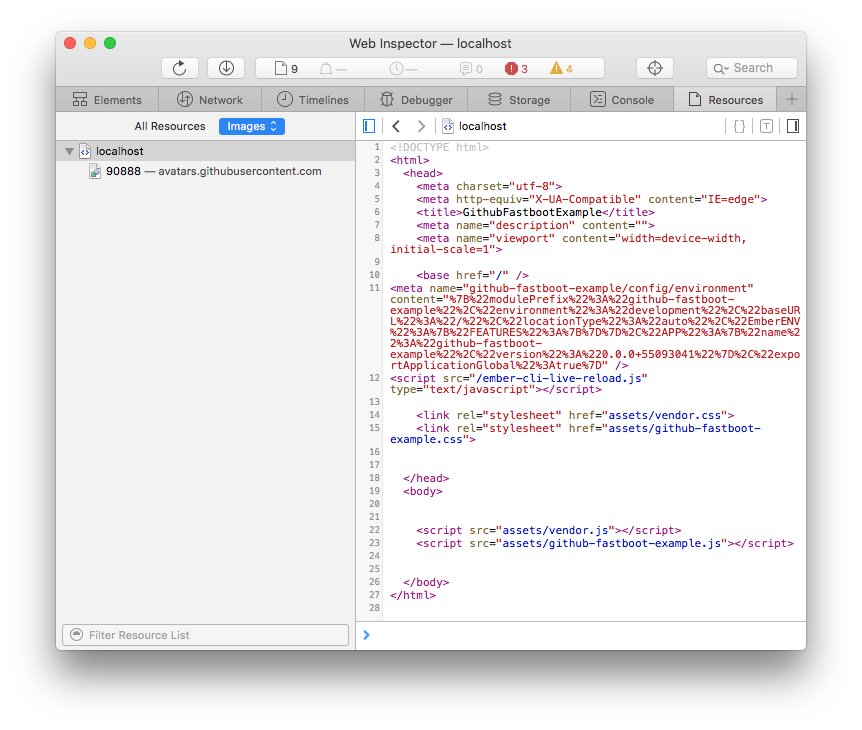 Web Inspector — localhost
9 — — 0 3 4 Search
Elements Network Timelines Debugger Storage Console Resources +
All Resources Images
localhost
{} T
localhost
90888 — avatars.githubusercontent.com
1 <!DOCTYPE html>
2 <html>
3 <head>
4 <meta charset="utf-8">
5 <meta http-equiv="X-UA-Compatible" content="IE=edge">
6 <title>GithubFastbootExample</title>
7 <meta name="description" content="">
8 <meta name="viewport" content="width=device-width,
initial-scale=1">
9
10 <base href="/" />
11 <meta name="github-fastboot-example/config/environment"
content="%7B%22modulePrefix%22%3A%22github-fastboot-
example%22%2C%22environment%22%3A%22development%22%2C%22baseUR
L%22%3A%22/%22%2C%22locationType%22%3A%22auto%22%2C%22EmberENV
%22%3A%7B%22FEATURES%22%3A%7B%7D%7D%2C%22APP%22%3A%7B%22name%2
2%3A%22github-fastboot-
example%22%2C%22version%22%3A%220.0.0+55093041%22%7D%2C%22expo
rtApplicationGlobal%22%3Atrue%7D" />
12 <script src="/ember-cli-live-reload.js"
type="text/javascript"></script>
13
14 <link rel="stylesheet" href="assets/vendor.css">
15 <link rel="stylesheet" href="assets/github-fastboot-
example.css">
16
17
18 </head>
19 <body>
20
21
22 <script src="assets/vendor.js"></script>
23 <script src="assets/github-fastboot-example.js"></script>
24
25
26 </body>
27 </html>
28
Filter Resource List